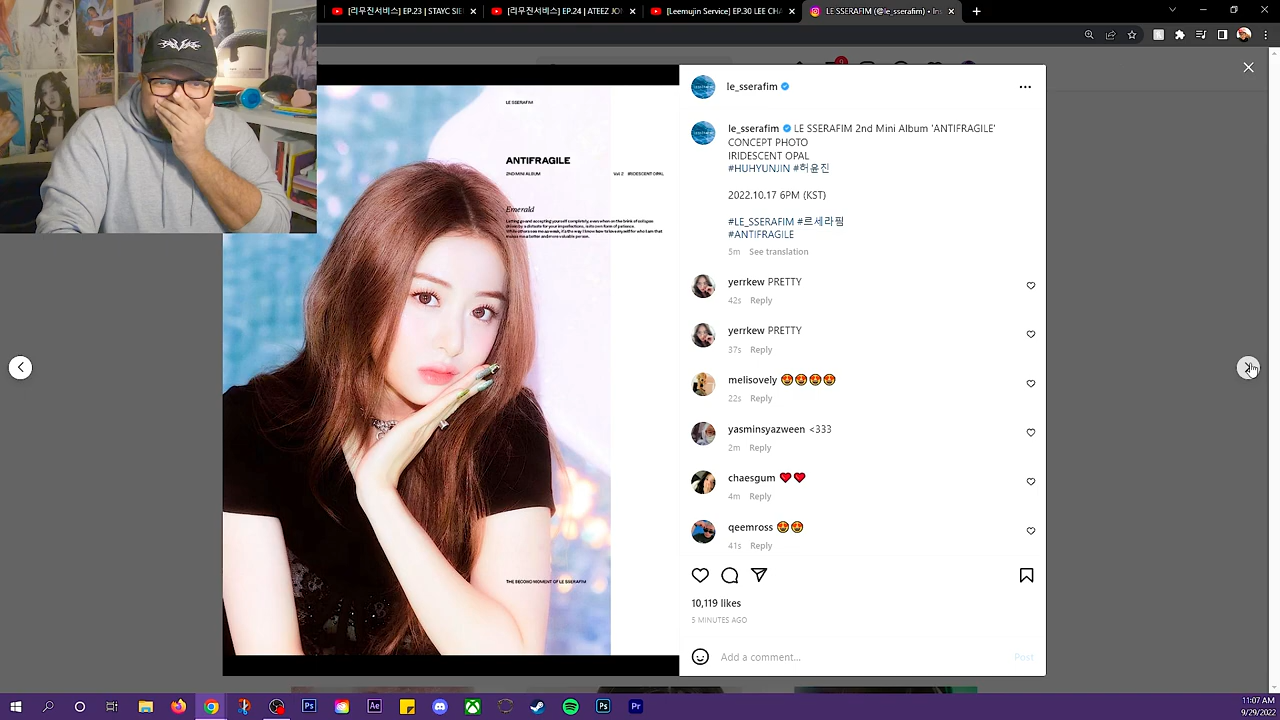 [리무진서비스] EP.23 | STAYC SIE
[리무진서비스] EP.24 | ATEEZ JO
[Leemujin Service] EP.30 LEE CHA
LE SSERAFIM (@le_sserafim) • Ins
LE SSERAFIM
ANTIFRAGILE
2ND MINI ALBUM Vol. 2 IRIDESCENT OPAL
Emerald
THE SECOND MOMENT OF LE SSERAFIM
le_sserafim
le_sserafim LE SSERAFIM 2nd Mini Album 'ANTIFRAGILE'
CONCEPT PHOTO
IRIDESCENT OPAL
#HUHYUNJIN #허윤진
2022.10.17 6PM (KST)
#LE_SSERAFIM #르세라핌
#ANTIFRAGILE
5m See translation
yerrkew PRETTY
42s Reply
yerrkew PRETTY
37s Reply
melisovely 😍😍😍😍
22s Reply
yasminsyazween <333
2m Reply
chaesgum ❤️❤️
4m Reply
qeemross 😍😍
41s Reply
10,119 likes
5 MINUTES AGO
Add a comment...
Post
11:07 AM
9/29/2022